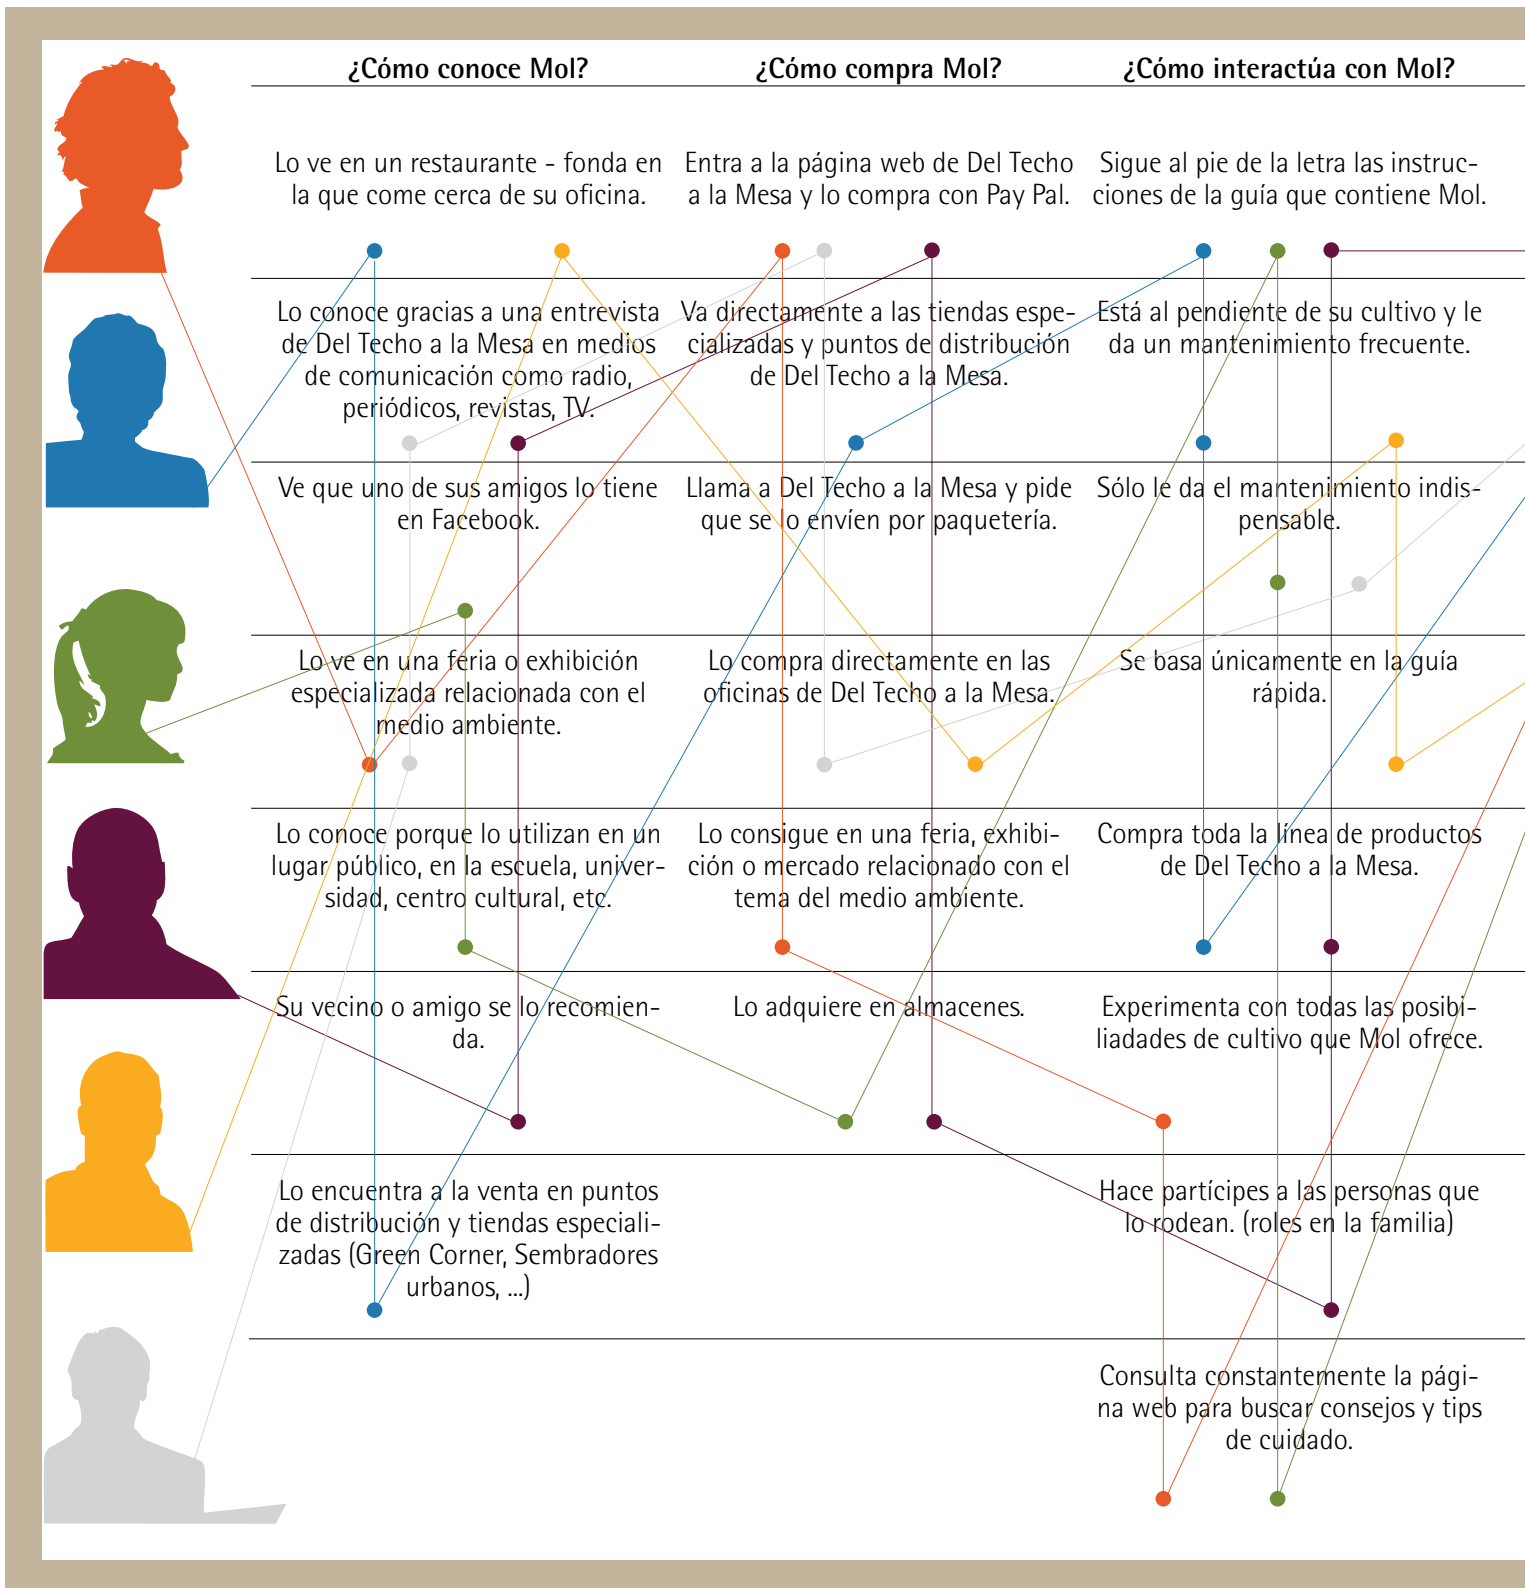 ¿Cómo conoce Mol?
¿Cómo compra Mol?
¿Cómo interactúa con Mol?
Lo ve en un restaurante - fonda en
la que come cerca de su oficina.
Entra a la página web de Del Techo
a la Mesa y lo compra con Pay Pal.
Sigue al pie de la letra las instruc-
ciones de la guía que contiene Mol.
Lo conoce gracias a una entrevista
de Del Techo a la Mesa en medios
de comunicación como radio,
periódicos, revistas, TV.
Va directamente a las tiendas espe-
cializadas y puntos de distribución
de Del Techo a la Mesa.
Está al pendiente de su cultivo y le
da un mantenimiento frecuente.
Ve que uno de sus amigos lo tiene
en Facebook.
Llama a Del Techo a la Mesa y pide
que se lo envíen por paquetería.
Sólo le da el mantenimiento indis-
pensable.
Lo ve en una feria o exhibición
especializada relacionada con el
medio ambiente.
Lo compra directamente en las
oficinas de Del Techo a la Mesa.
Se basa únicamente en la guía
rápida.
Lo conoce porque lo utilizan en un
lugar público, en la escuela, univer-
sidad, centro cultural, etc.
Lo consigue en una feria, exhibi-
ción o mercado relacionado con el
tema del medio ambiente.
Compra toda la línea de productos
de Del Techo a la Mesa.
Su vecino o amigo se lo recomien-
da.
Lo adquiere en almacenes.
Experimenta con todas las posibi-
liadades de cultivo que Mol ofrece.
Lo encuentra a la venta en puntos
de distribución y tiendas especiali-
zadas (Green Corner, Sembradores
urbanos, ...)
Hace partícipes a las personas que
lo rodean. (roles en la familia)
Consulta constantemente la pági-
na web para buscar consejos y tips
de cuidado.